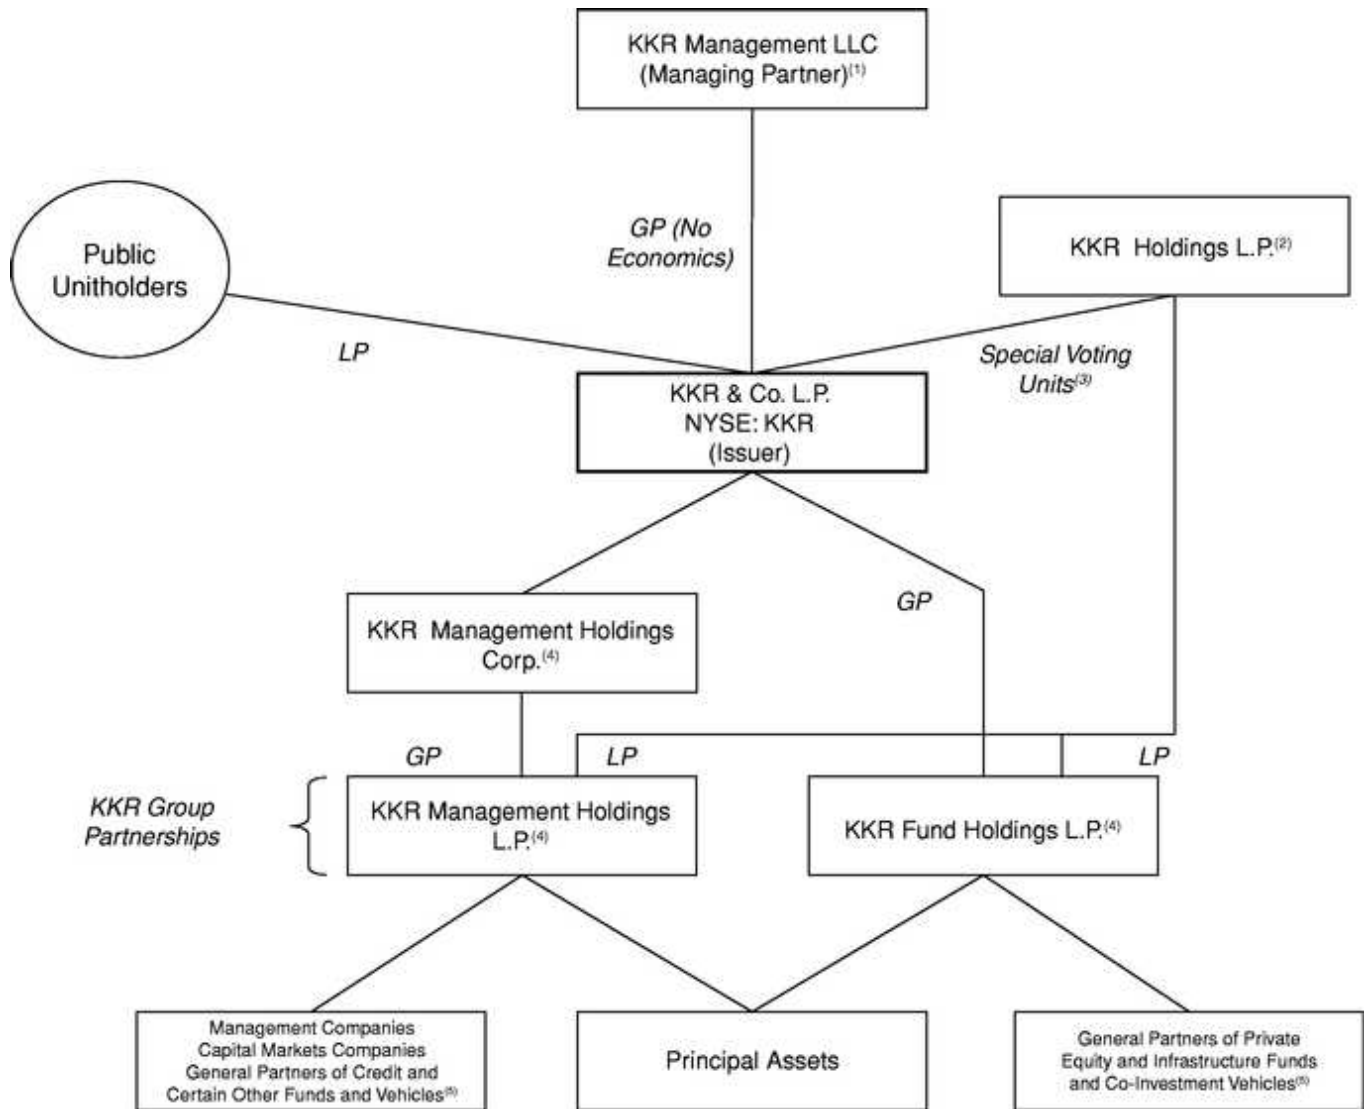 KKR Management LLC
(Managing Partner)(1)
GP (No
Economics)
Public
Unitholders
KKR Holdings L.P.(2)
LP
Special Voting
Units(3)
KKR & Co. L.P.
NYSE: KKR
(Issuer)
GP
KKR Management Holdings
Corp.(4)
GP
LP
LP
KKR Group
Partnerships
KKR Management Holdings
L.P.(4)
KKR Fund Holdings L.P.(4)
Management Companies
Capital Markets Companies
General Partners of Credit and
Certain Other Funds and Vehicles(5)
Principal Assets
General Partners of Private
Equity and Infrastructure Funds
and Co-Investment Vehicles(5)